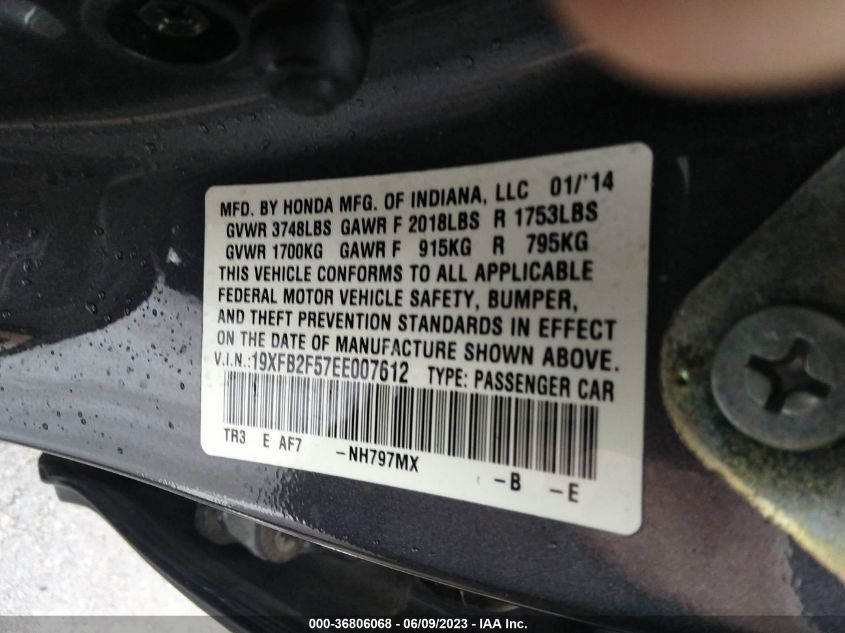 MFD. BY HONDA MFG. OF INDIANA, LLC 01/'14
GVWR 3748LBS GAWR F 2018LBS R 1753LBS
GVWR 1700KG GAWR F 915KG R 795KG
THIS VEHICLE CONFORMS TO ALL APPLICABLE
FEDERAL MOTOR VEHICLE SAFETY, BUMPER,
AND THEFT PREVENTION STANDARDS IN EFFECT
ON THE DATE OF MANUFACTURE SHOWN ABOVE.
V.I.N.:19XFB2F57EE007612 TYPE: PASSENGER CAR
TR3 E AF7 -NH797MX -B -E
000-36806068 - 06/09/2023 - IAA Inc.